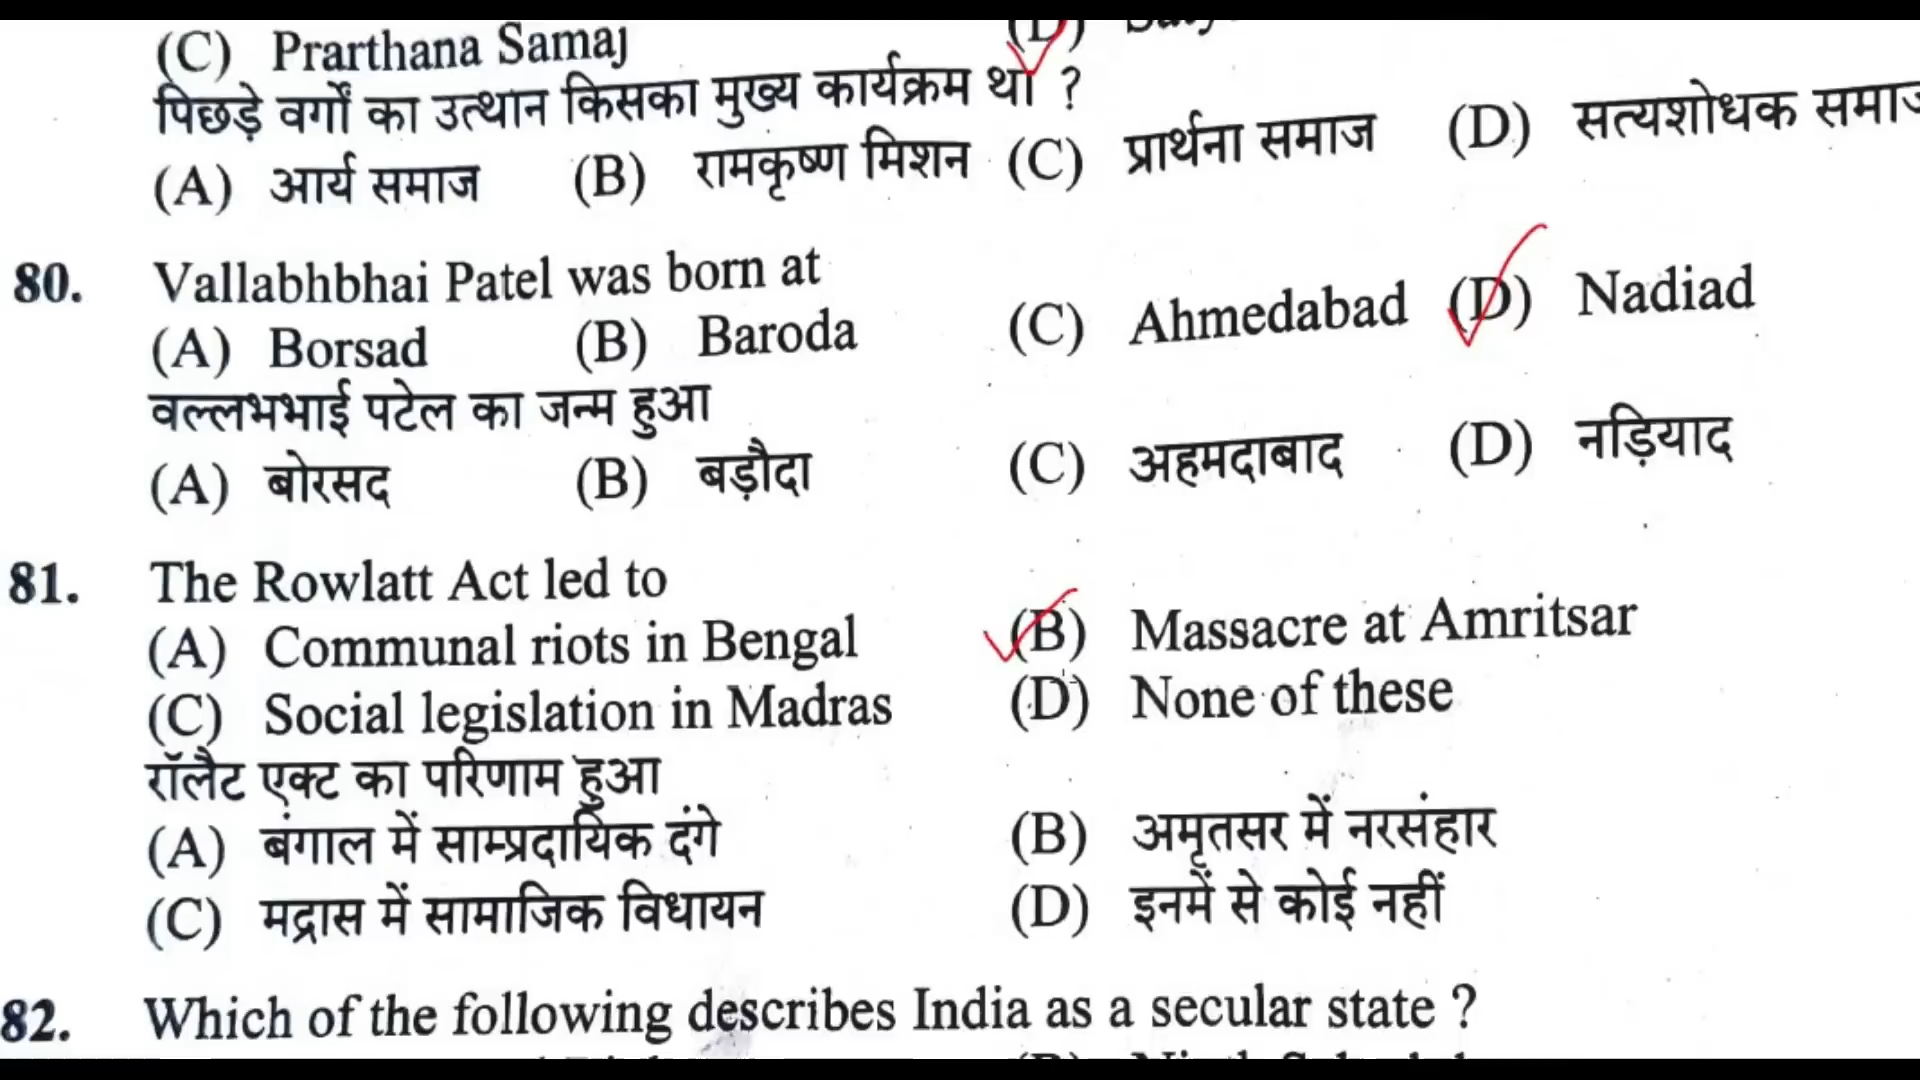 (C) Prarthana Samaj (D)
पिछड़े वर्गों का उत्थान किसका मुख्य कार्यक्रम था ?
(A) आर्य समाज (B) रामकृष्ण मिशन (C) प्रार्थना समाज (D) सत्यशोधक समाज
80. Vallabhbhai Patel was born at
(A) Borsad (B) Baroda (C) Ahmedabad (D) Nadiad
वल्लभभाई पटेल का जन्म हुआ
(A) बोरसद (B) बड़ौदा (C) अहमदाबाद (D) नड़ियाद
81. The Rowlatt Act led to
(A) Communal riots in Bengal (B) Massacre at Amritsar
(C) Social legislation in Madras (D) None of these
रॉलैट एक्ट का परिणाम हुआ
(A) बंगाल में साम्प्रदायिक दंगे (B) अमृतसर में नरसंहार
(C) मद्रास में सामाजिक विधायन (D) इनमें से कोई नहीं
82. Which of the following describes India as a secular state ?